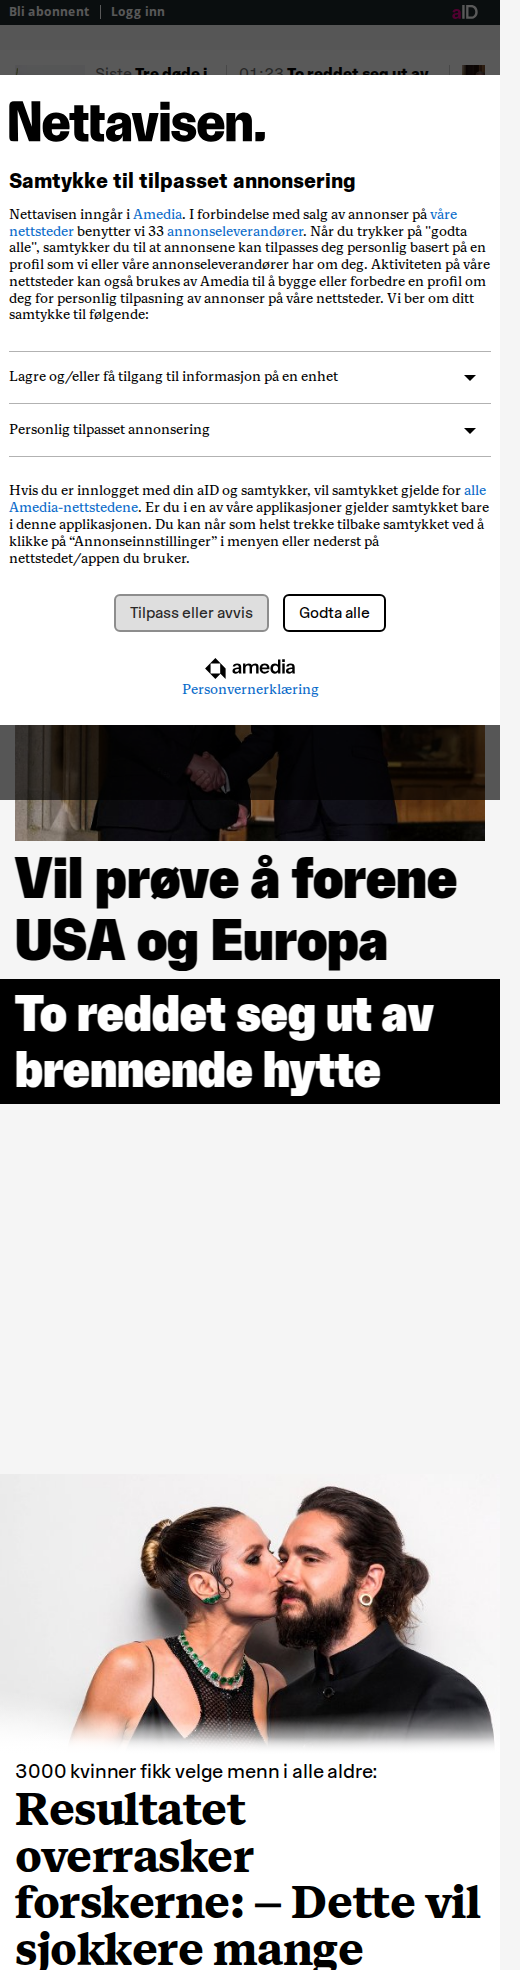 Bli abonnent | Logg inn
aID
Siste Tre døde i
01:23 To reddet seg ut av
Nettavisen.
Samtykke til tilpasset annonsering
Nettavisen inngår i Amedia. I forbindelse med salg av annonser på våre
nettsteder benytter vi 33 annonseleverandører. Når du trykker på "godta
alle", samtykker du til at annonsene kan tilpasses deg personlig basert på en
profil som vi eller våre annonseleverandører har om deg. Aktiviteten på våre
nettsteder kan også brukes av Amedia til å bygge eller forbedre en profil om
deg for personlig tilpasning av annonser på våre nettsteder. Vi ber om ditt
samtykke til følgende:
Lagre og/eller få tilgang til informasjon på en enhet
Personlig tilpasset annonsering
Hvis du er innlogget med din aID og samtykker, vil samtykket gjelde for alle
Amedia-nettstedene. Er du i en av våre applikasjoner gjelder samtykket bare
i denne applikasjonen. Du kan når som helst trekke tilbake samtykket ved å
klikke på “Annonseinnstillinger” i menyen eller nederst på
nettstedet/appen du bruker.
Tilpass eller avvis
Godta alle
amedia
Personvernerklæring
Vil prøve å forene
USA og Europa
To reddet seg ut av
brennende hytte
3000 kvinner fikk velge menn i alle aldre:
Resultatet
overrasker
forskerne: – Dette vil
sjokkere mange